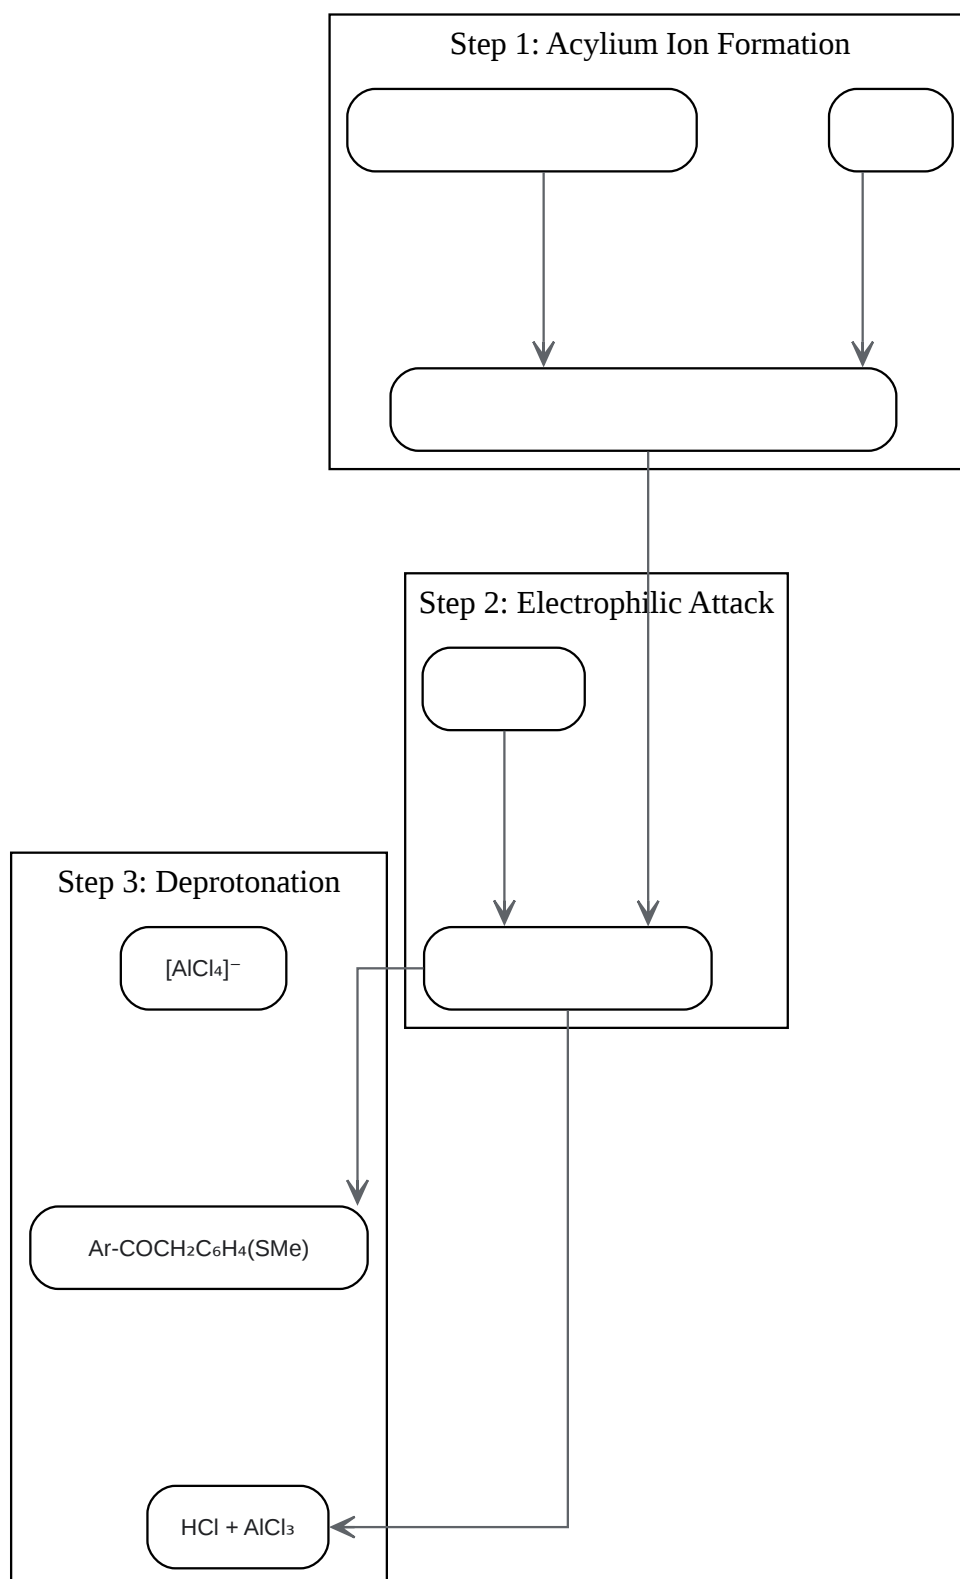 Step 1: Acylium Ion Formation
Step 2: Electrophilic Attack
Step 3: Deprotonation
[AlCl₄]⁻
Ar-COCH₂C₆H₄(SMe)
HCl + AlCl₃